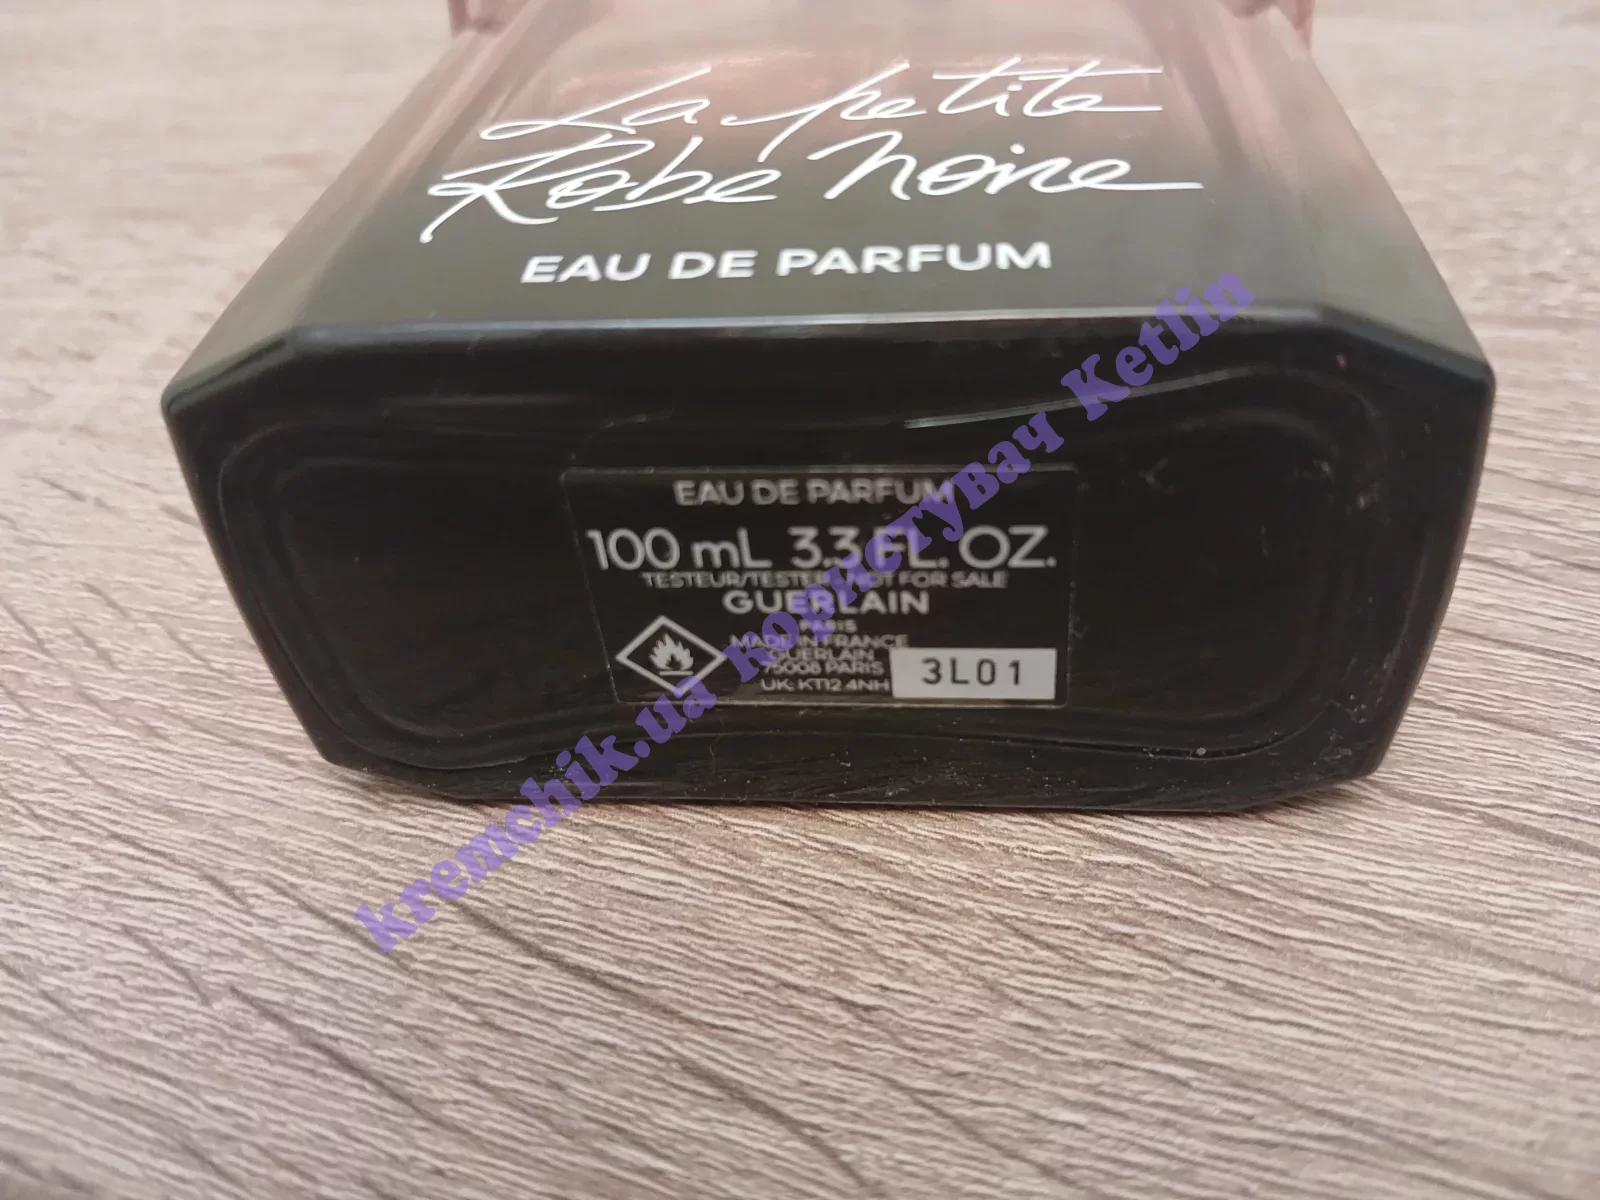 La petite
Robe Noire
EAU DE PARFUM
EAU DE PARFUM
100 mL 3.3 FL. OZ.
TESTEUR/TESTER NOT FOR SALE
GUERLAIN
PARIS
MADE IN FRANCE
GUERLAIN
75008 PARIS
UK: KT12 4NH
3L01
kremchik.ua користувач Ketlin